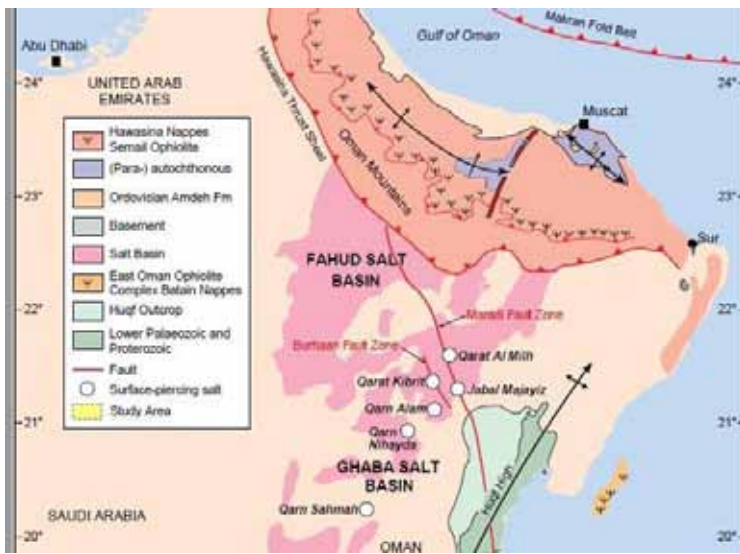 Abu Dhabi
Gulf of Oman
Makran Fold Belt
24°
24°
UNITED ARAB
EMIRATES
Hawasina Thrust Sheet
Muscat
Hawasina Nappes
Semail Ophiolite
(Para-) autochthonous
Ordovisian Amdeh Fm
Basement
Salt Basin
East Oman Ophiolite
Complex Batain Nappes
Huqf Outcrop
Lower Palaeozoic and
Proterozoic
Fault
Surface-piercing salt
Study Area
Oman Mountains
23°
23°
Sur
FAHUD SALT
BASIN
22°
22°
Maradi Fault Zone
Burhaan Fault Zone
Qarat Al Milh
Qarat Kibrit
Jabal Majayiz
Qarn Alam
21°
21°
Qarn
Nihayda
GHABA SALT
BASIN
Huqf High
Qarn Sahmah
SAUDI ARABIA
OMAN
20°
20°